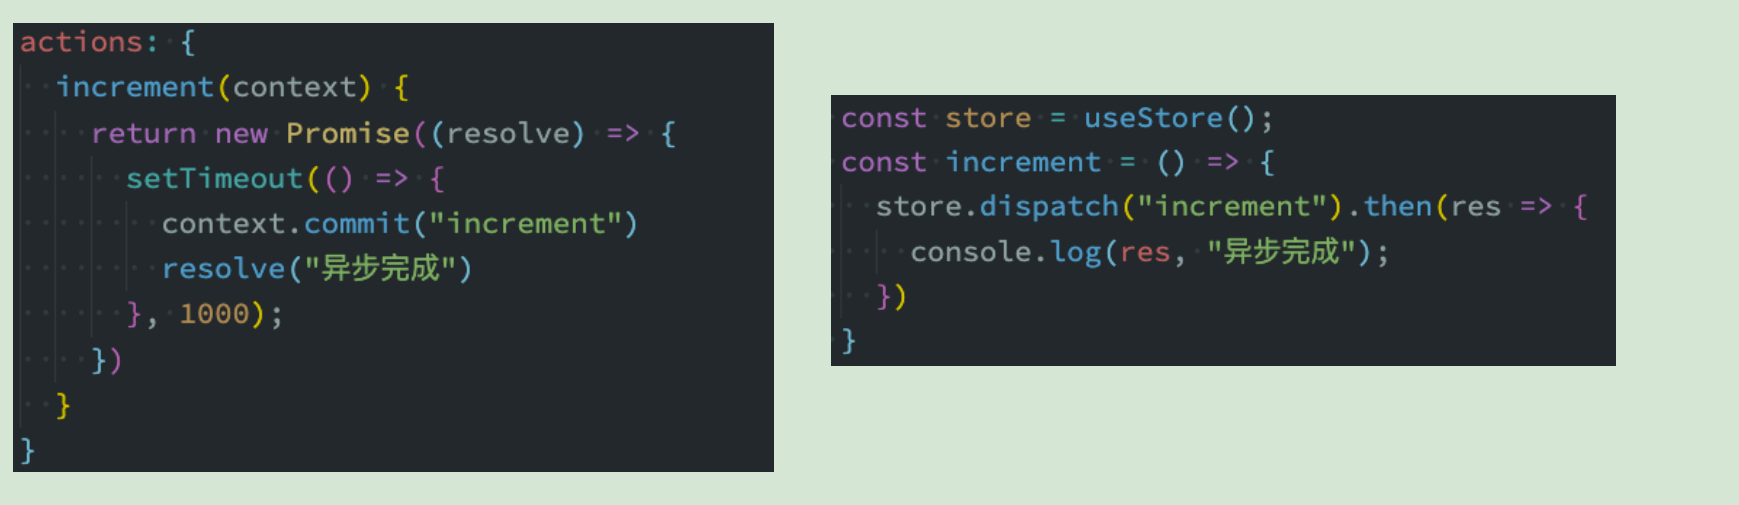 actions: {
  increment(context) {
    return new Promise((resolve) => {
      setTimeout(() => {
        context.commit("increment")
        resolve("异步完成")
      }, 1000);
    })
  }
}
const store = useStore();
const increment = () => {
  store.dispatch("increment").then(res => {
    console.log(res, "异步完成");
  })
}